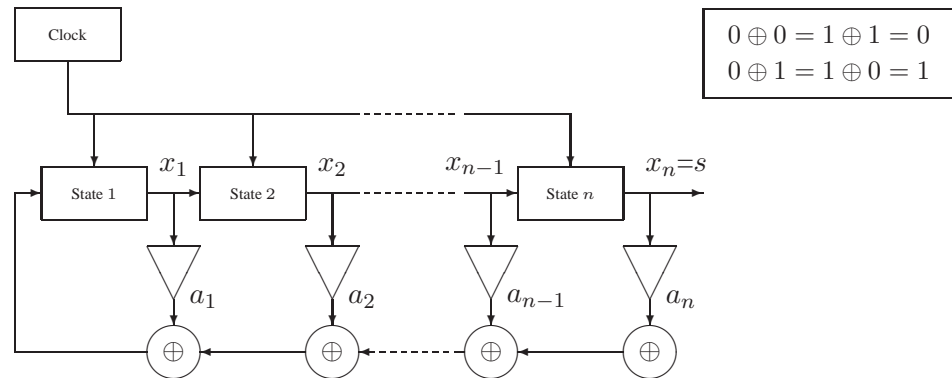 Clock
0 ⊕ 0 = 1 ⊕ 1 = 0
0 ⊕ 1 = 1 ⊕ 0 = 1
x₁ x₂ xₙ₋₁ xₙ=s
State 1 State 2 State n
a₁ a₂ aₙ₋₁ aₙ
⊕ ⊕ ⊕ ⊕